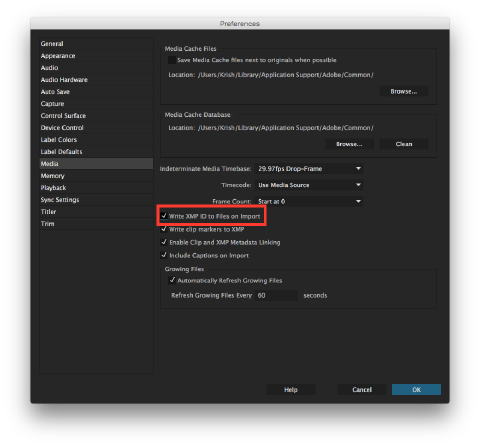 Preferences
General
Appearance
Audio
Audio Hardware
Auto Save
Capture
Control Surface
Device Control
Label Colors
Label Defaults
Media
Memory
Playback
Sync Settings
Titler
Trim
Media Cache Files
Save Media Cache files next to originals when possible
Location: /Users/Krish/Library/Application Support/Adobe/Common/
Browse...
Media Cache Database
Location: /Users/Krish/Library/Application Support/Adobe/Common/
Browse... Clean
Indeterminate Media Timebase: 29.97fps Drop-Frame
Timecode: Use Media Source
Frame Count: Start at 0
Write XMP ID to Files on Import
Write clip markers to XMP
Enable Clip and XMP Metadata Linking
Include Captions on Import
Growing Files
Automatically Refresh Growing Files
Refresh Growing Files Every 60 seconds
Help Cancel OK